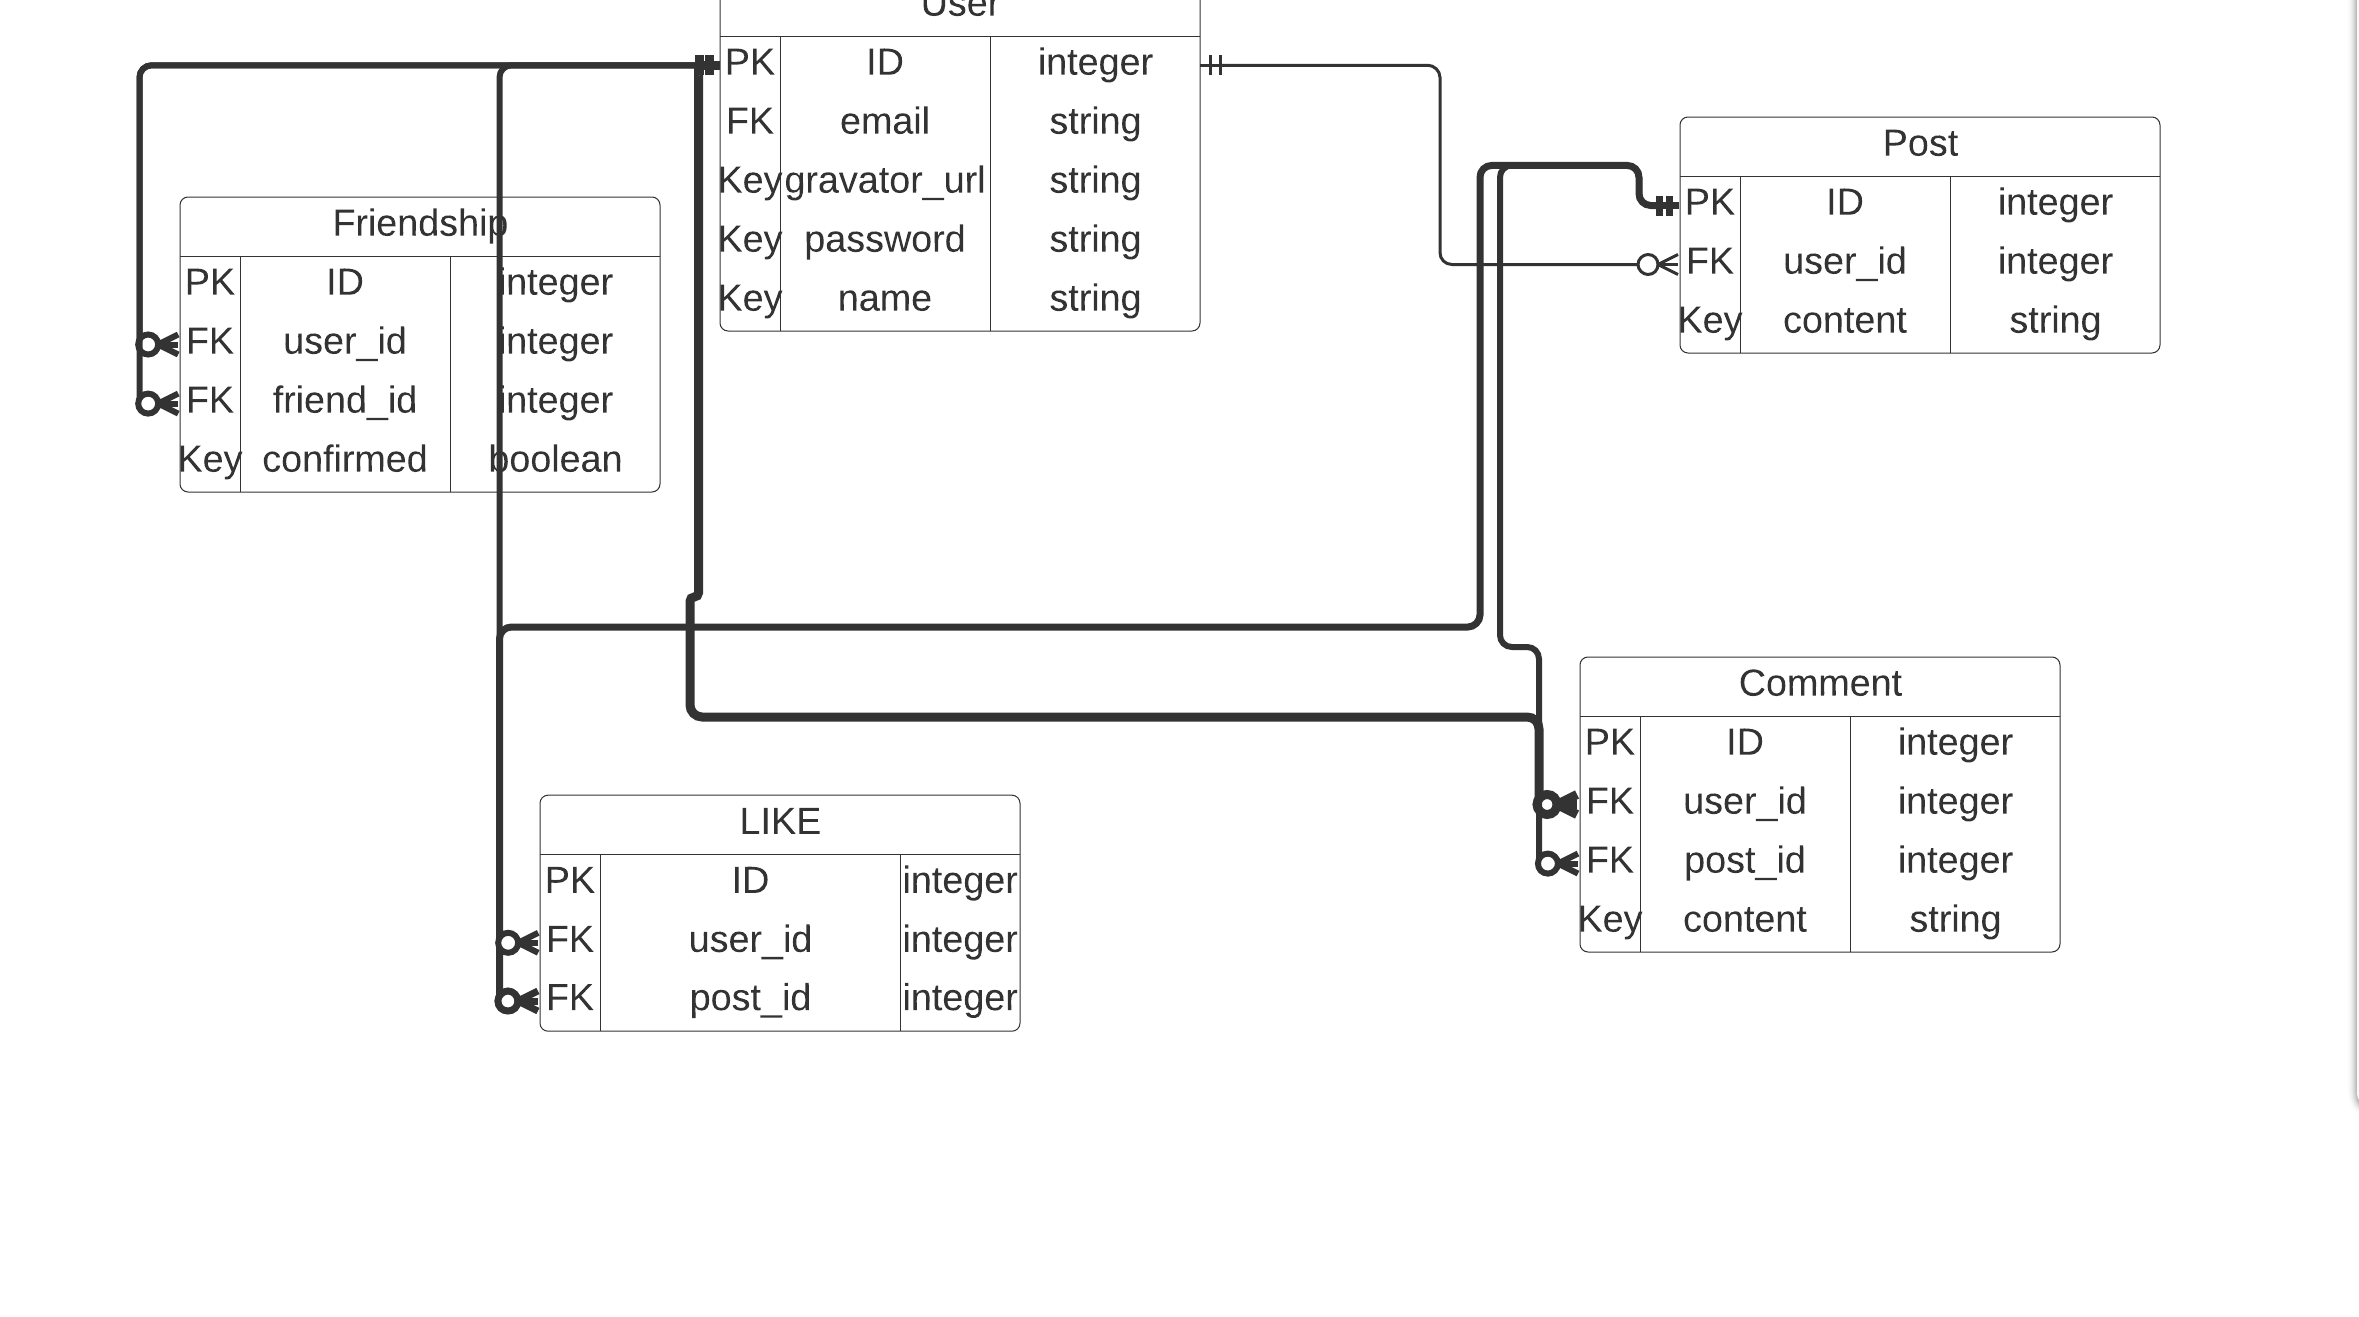 User
PK ID integer
FK email string
Key gravator_url string
Key password string
Key name string
Post
PK ID integer
FK user_id integer
Key content string
Friendship
PK ID integer
FK user_id integer
FK friend_id integer
Key confirmed boolean
Comment
PK ID integer
FK user_id integer
FK post_id integer
Key content string
LIKE
PK ID integer
FK user_id integer
FK post_id integer